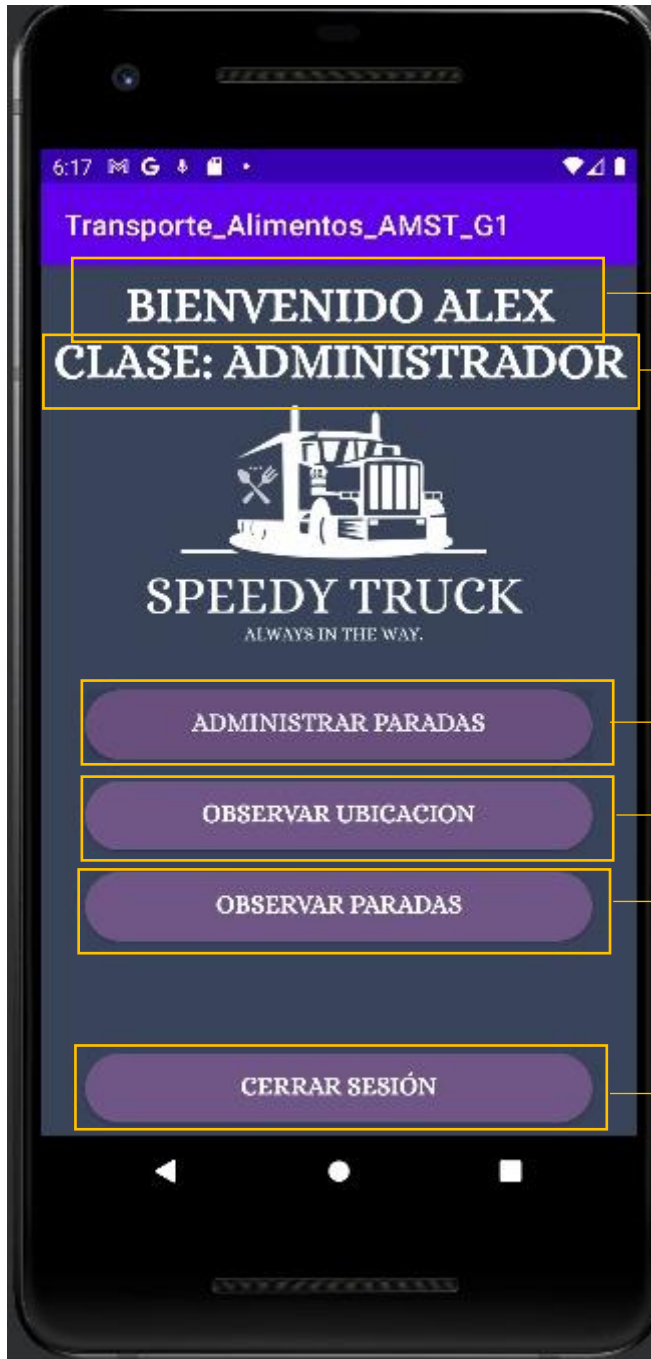 6:17
Transporte_Alimentos_AMST_G1
BIENVENIDO ALEX
CLASE: ADMINISTRADOR
SPEEDY TRUCK
ALWAYS IN THE WAY.
ADMINISTRAR PARADAS
OBSERVAR UBICACION
OBSERVAR PARADAS
CERRAR SESIÓN